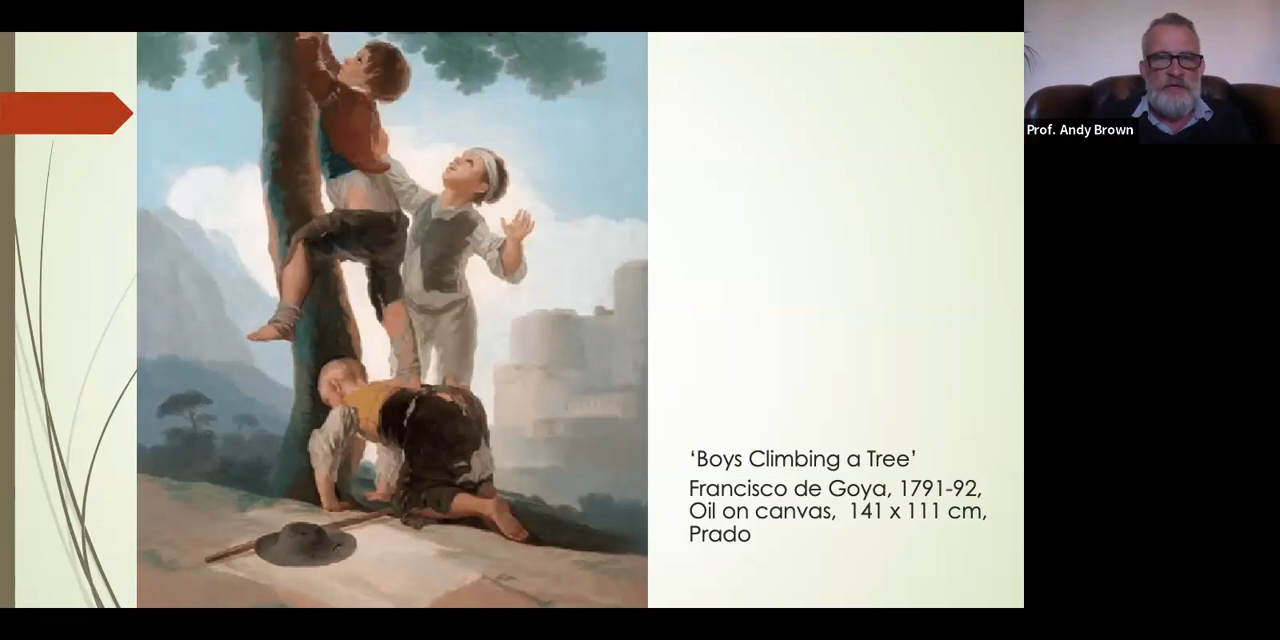 Prof. Andy Brown
‘Boys Climbing a Tree’
Francisco de Goya, 1791-92,
Oil on canvas,  141 x 111 cm,
Prado